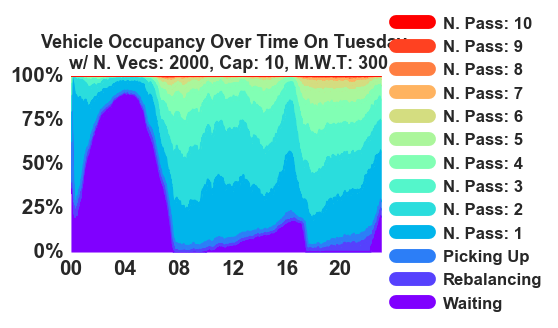 Vehicle Occupancy Over Time On Tuesday
w/ N. Vecs: 2000, Cap: 10, M.W.T: 300
100%
75%
50%
25%
0%
00 04 08 12 16 20
N. Pass: 10
N. Pass: 9
N. Pass: 8
N. Pass: 7
N. Pass: 6
N. Pass: 5
N. Pass: 4
N. Pass: 3
N. Pass: 2
N. Pass: 1
Picking Up
Rebalancing
Waiting